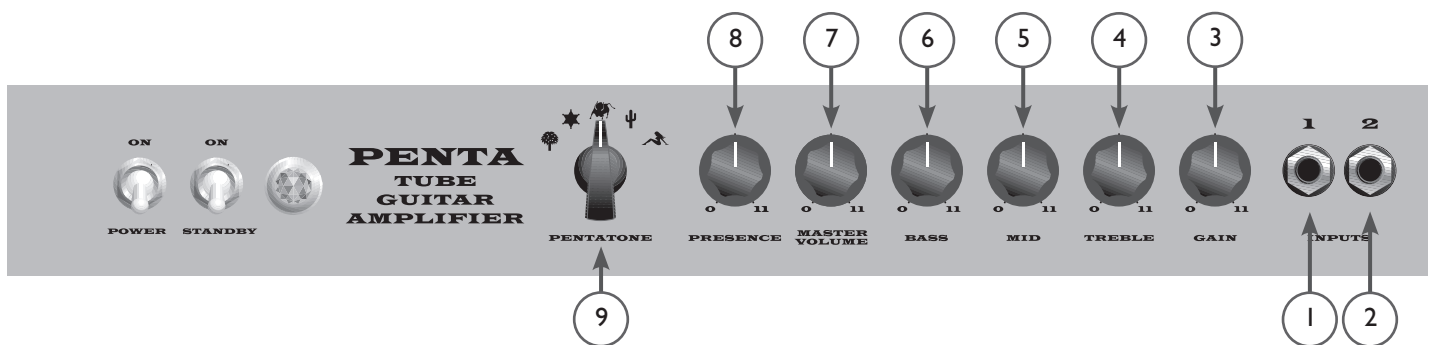 8 7 6 5 4 3
1 2
ON ON
PENTA
TUBE
GUITAR
AMPLIFIER
0 11 0 11 0 11 0 11 0 11 0 11
POWER STANDBY
PENTATONE PRESENCE MASTER VOLUME BASS MID TREBLE GAIN INPUTS
9 1 2